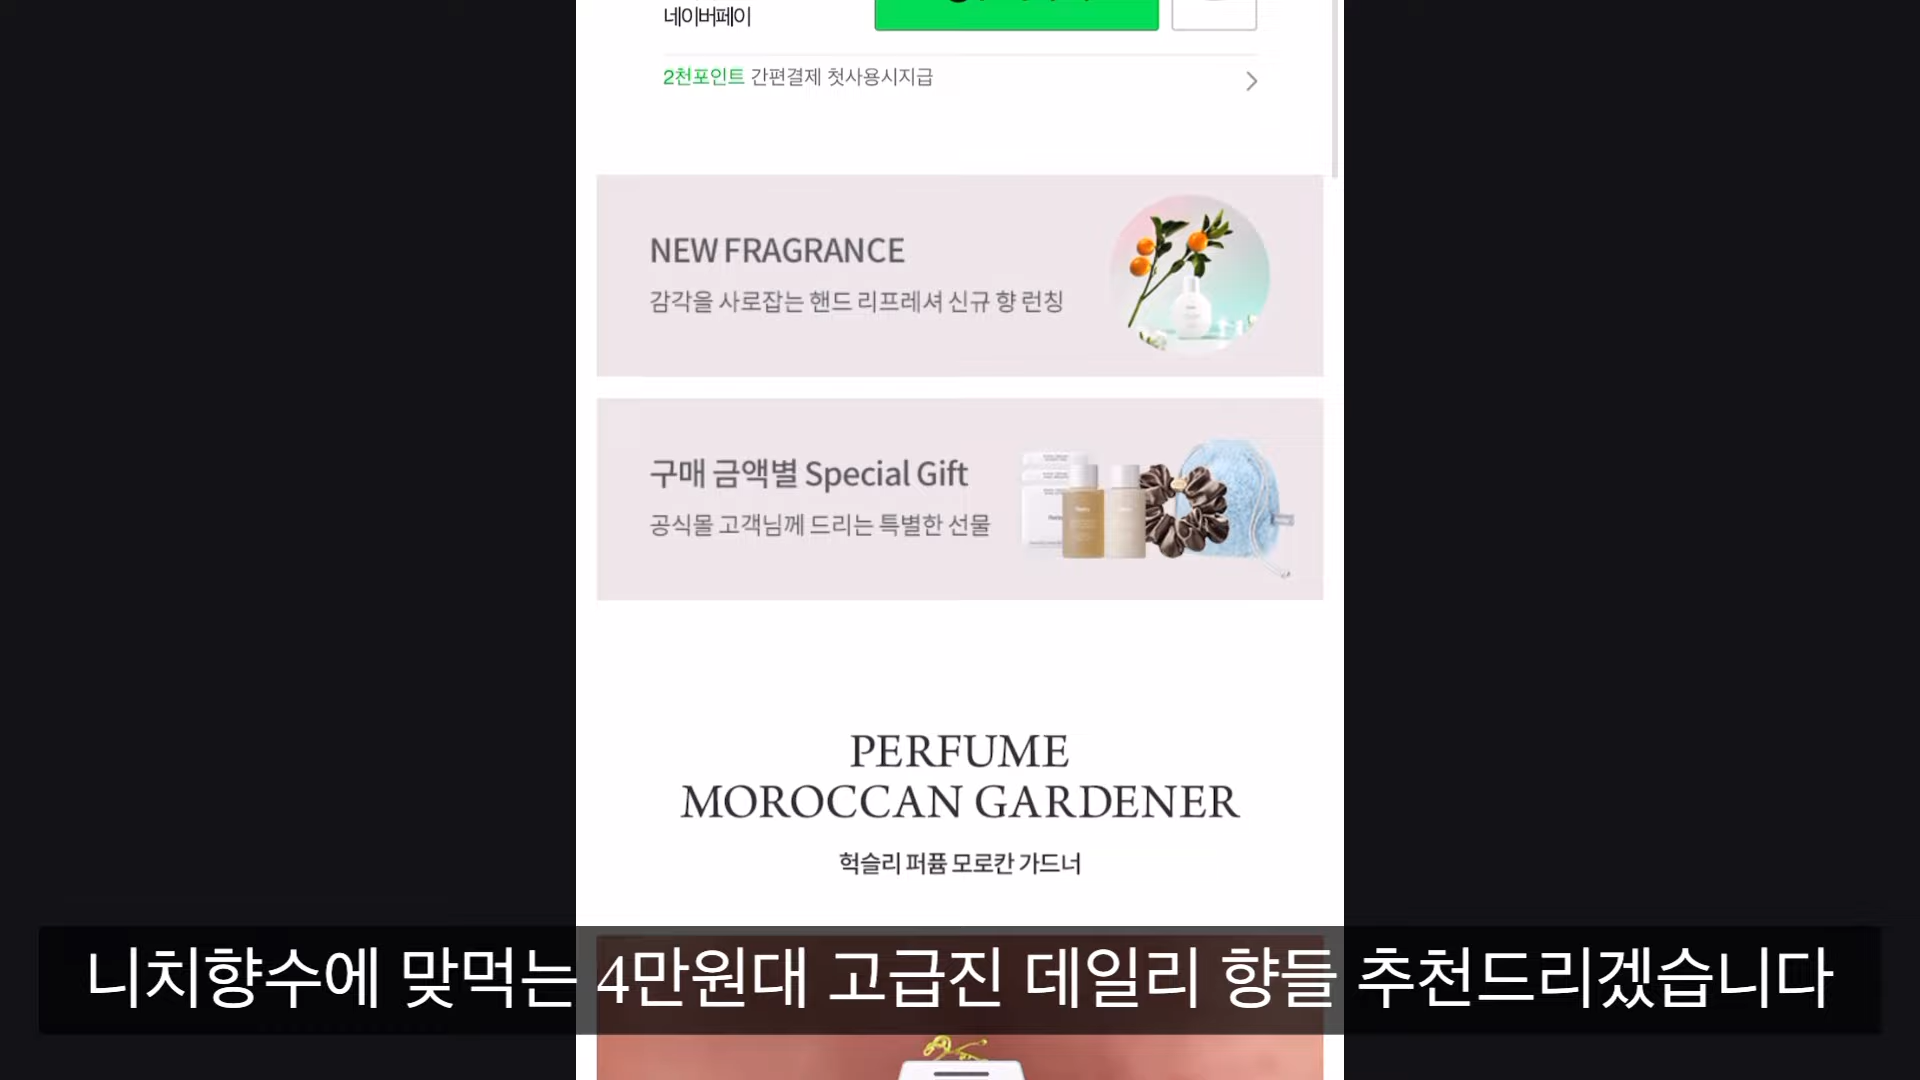 네이버페이
2천포인트 간편결제 첫사용시지급
NEW FRAGRANCE
감각을 사로잡는 핸드 리프레셔 신규 향 런칭
구매 금액별 Special Gift
공식몰 고객님께 드리는 특별한 선물
PERFUME
MOROCCAN GARDENER
헉슬리 퍼퓸 모로칸 가드너
니치향수에 맞먹는 4만원대 고급진 데일리 향들 추천드리겠습니다